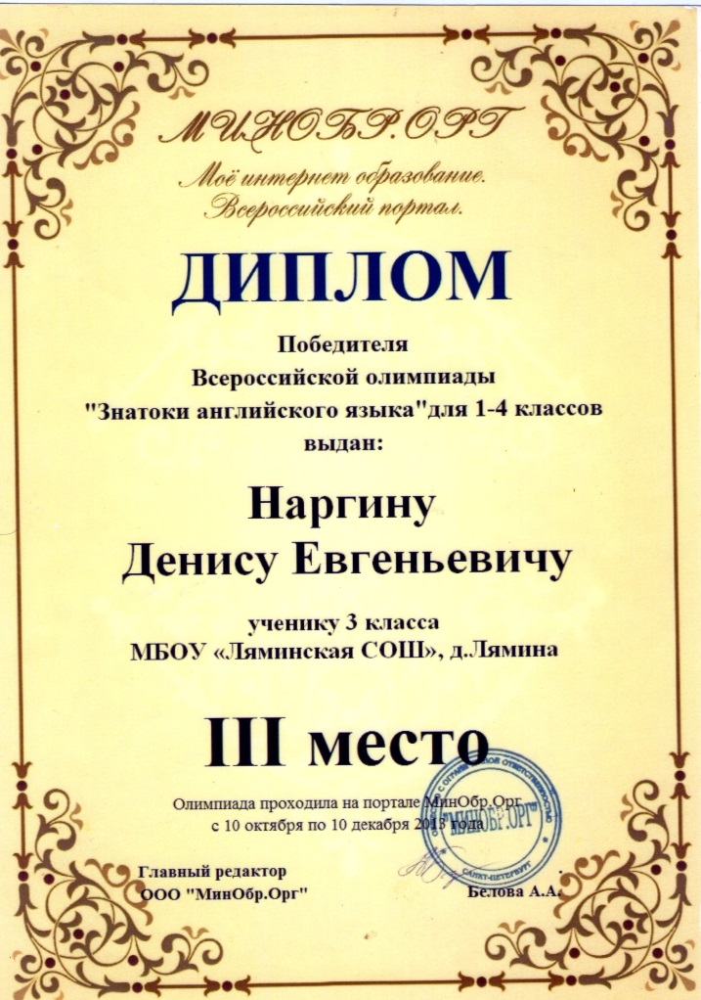 МИНОБР.ОРГ
Моё интернет образование.
Всероссийский портал.
ДИПЛОМ
Победителя
Всероссийской олимпиады
"Знатоки английского языка"для 1-4 классов
выдан:
Наргину
Денису Евгеньевичу
ученику 3 класса
МБОУ «Ляминская СОШ», д.Лямина
III место
Олимпиада проходила на портале МинОбр.Орг
с 10 октября по 10 декабря 2013 года
"МИНОБР.ОРГ"
САНКТ-ПЕТЕРБУРГ
Главный редактор
ООО "МинОбр.Орг"
Белова А.А.